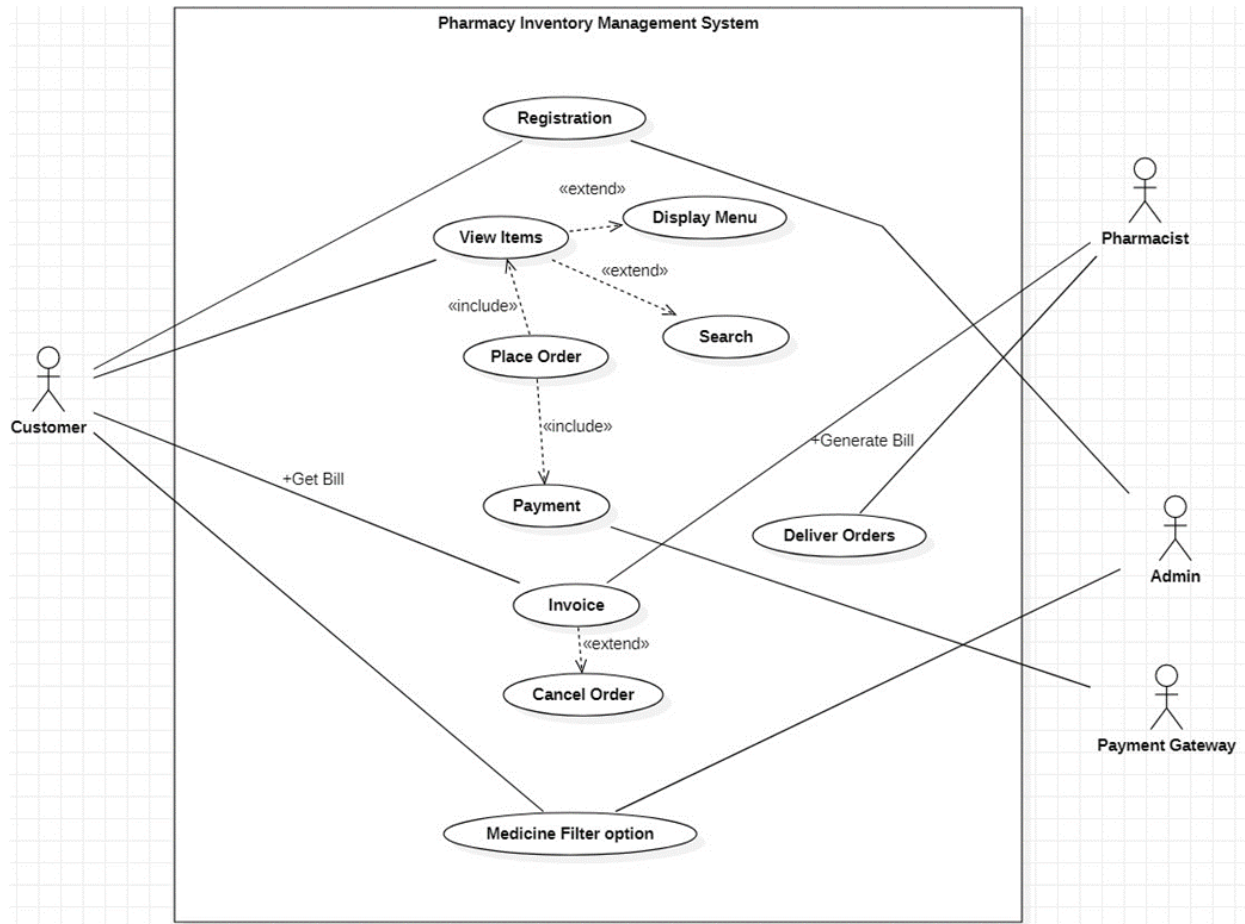 Pharmacy Inventory Management System
Registration
«extend»
Display Menu
View Items
Pharmacist
«extend»
«include»
Search
Place Order
Customer
«include»
+Generate Bill
+Get Bill
Payment
Deliver Orders
Admin
Invoice
«extend»
Cancel Order
Payment Gateway
Medicine Filter option